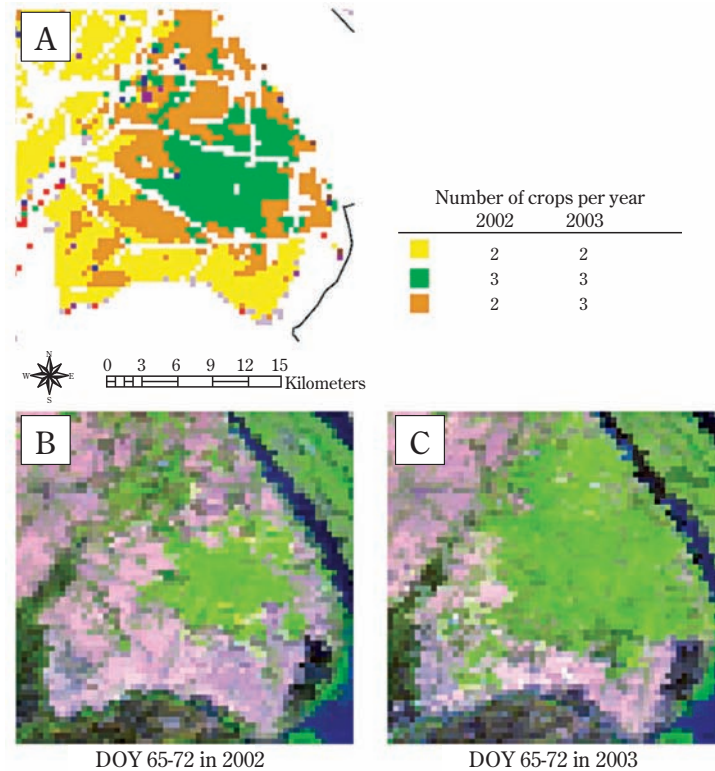 A
Number of crops per year
2002 2003
2 2
3 3
2 3
N
W E
S
0 3 6 9 12 15
Kilometers
B
C
DOY 65-72 in 2002
DOY 65-72 in 2003